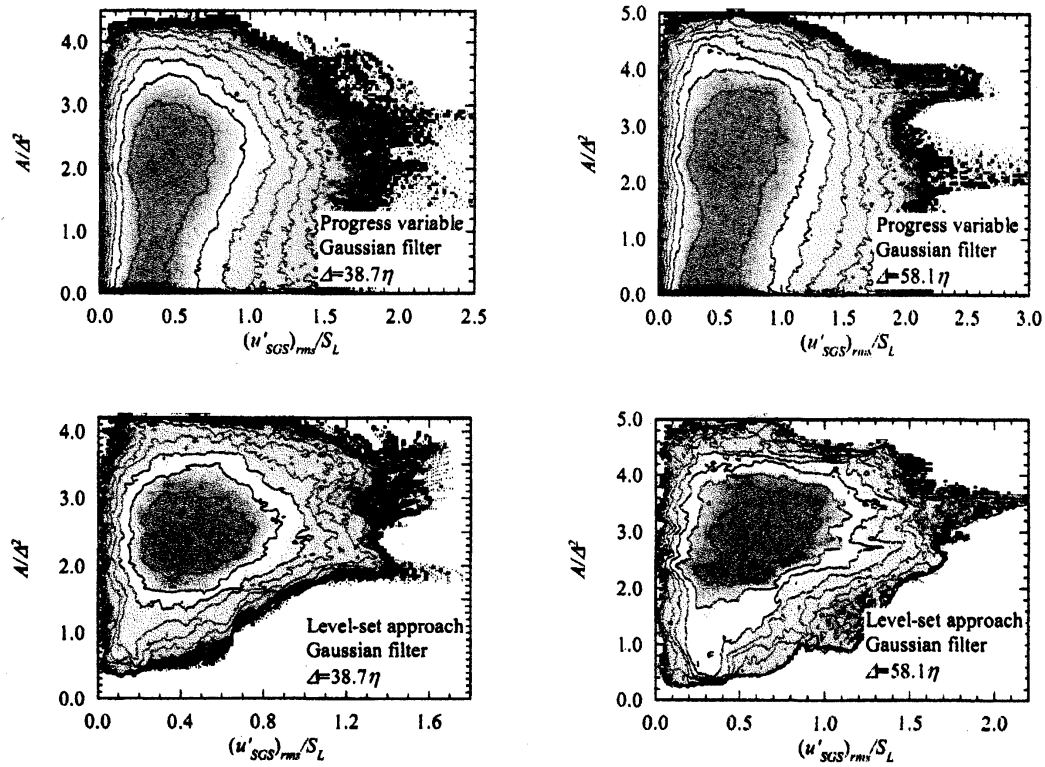 4.0
3.0
2.0
1.0
0.0
A/Δ²
Progress variable
Gaussian filter
Δ=38.7η
0.0 0.5 1.0 1.5 2.0 2.5
(u'SGS)rms/SL
5.0
4.0
3.0
2.0
1.0
0.0
A/Δ²
Progress variable
Gaussian filter
Δ=58.1η
0.0 0.5 1.0 1.5 2.0 2.5 3.0
(u'SGS)rms/SL
4.0
3.0
2.0
1.0
0.0
A/Δ²
Level-set approach
Gaussian filter
Δ=38.7η
0.0 0.4 0.8 1.2 1.6
(u'SGS)rms/SL
5.0
4.0
3.0
2.0
1.0
0.0
A/Δ²
Level-set approach
Gaussian filter
Δ=58.1η
0.0 0.5 1.0 1.5 2.0
(u'SGS)rms/SL